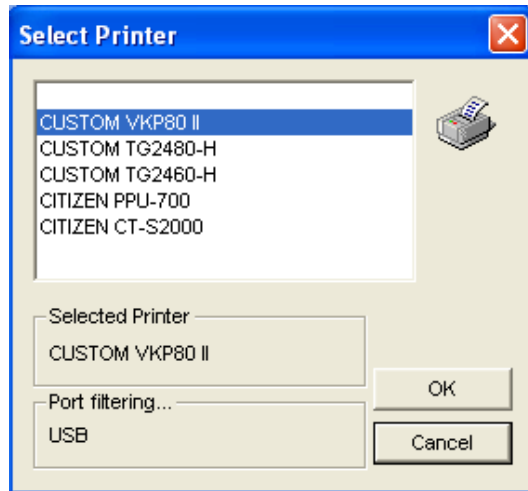 Select Printer
CUSTOM VKP80 II
CUSTOM TG2480-H
CUSTOM TG2460-H
CITIZEN PPU-700
CITIZEN CT-S2000
Selected Printer
CUSTOM VKP80 II
OK
Port filtering...
USB
Cancel